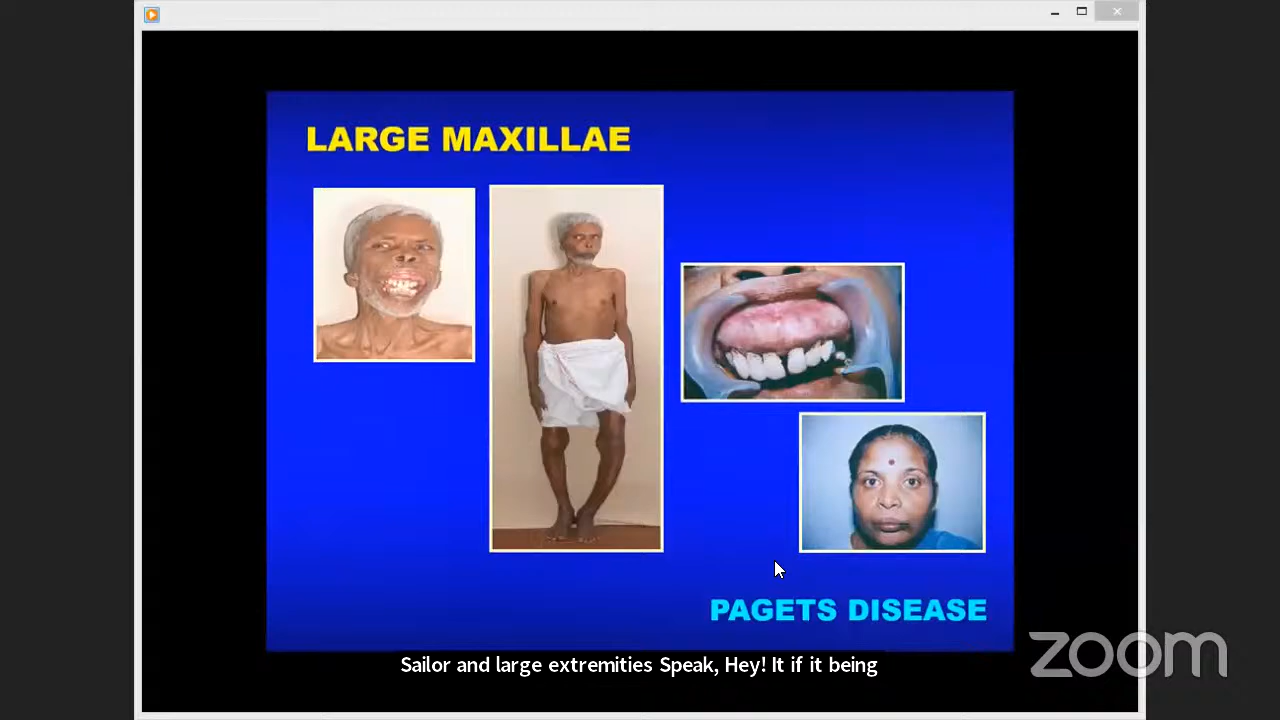 LARGE MAXILLAE
PAGETS DISEASE
Sailor and large extremities Speak, Hey! It if it being
zoom